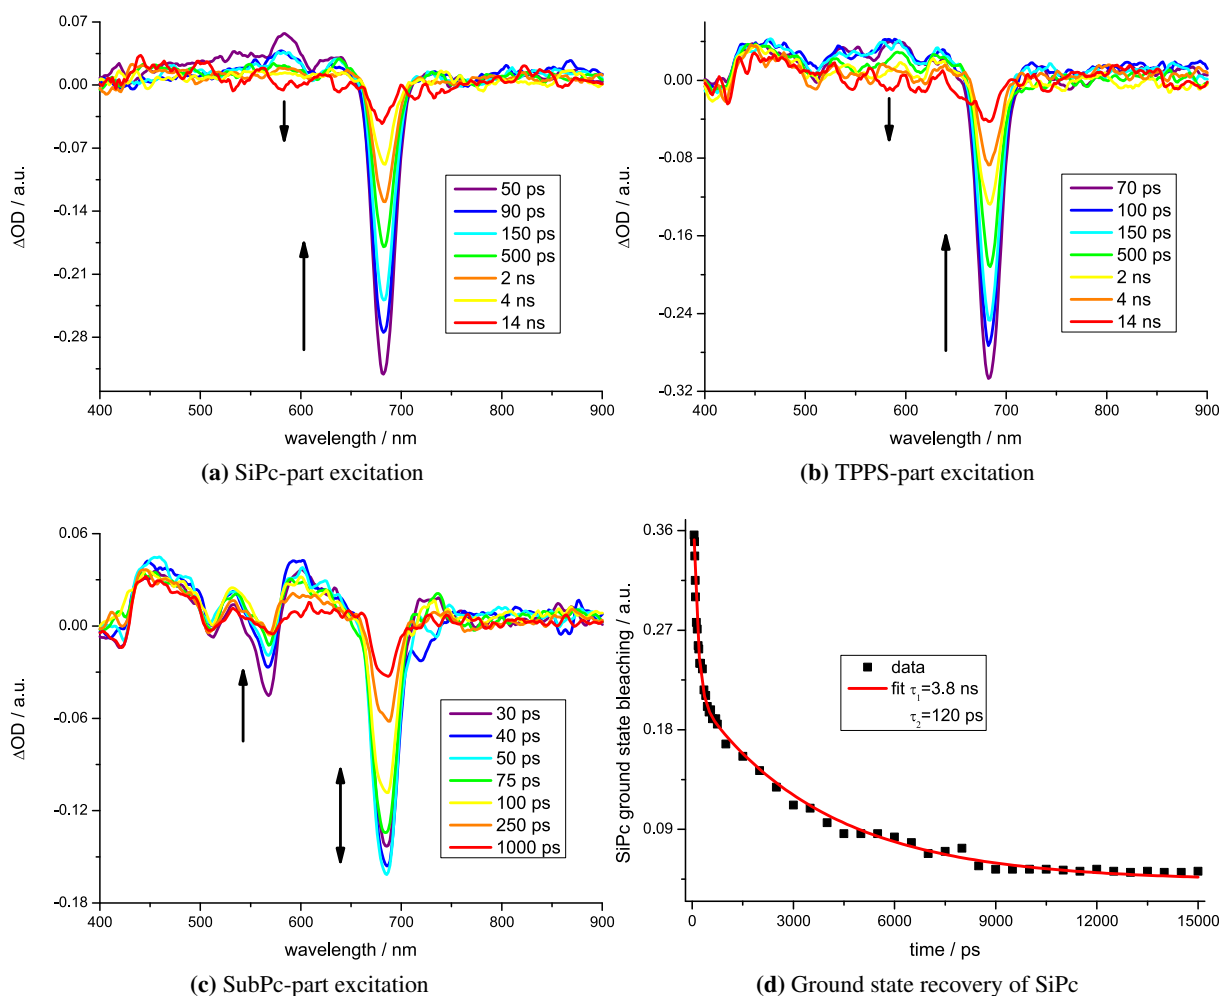 0.07
0.00
-0.07
-0.14
-0.21
-0.28
ΔOD / a.u.
50 ps
90 ps
150 ps
500 ps
2 ns
4 ns
14 ns
400 500 600 700 800 900
wavelength / nm
(a) SiPc-part excitation
0.08
0.00
-0.08
-0.16
-0.24
-0.32
ΔOD / a.u.
70 ps
100 ps
150 ps
500 ps
2 ns
4 ns
14 ns
400 500 600 700 800 900
wavelength / nm
(b) TPPS-part excitation
0.06
0.00
-0.06
-0.12
-0.18
ΔOD / a.u.
30 ps
40 ps
50 ps
75 ps
100 ps
250 ps
1000 ps
400 500 600 700 800 900
wavelength / nm
(c) SubPc-part excitation
0.36
0.27
0.18
0.09
SiPc ground state bleaching / a.u.
data
fit τ₁=3.8 ns
τ₂=120 ps
0 3000 6000 9000 12000 15000
time / ps
(d) Ground state recovery of SiPc